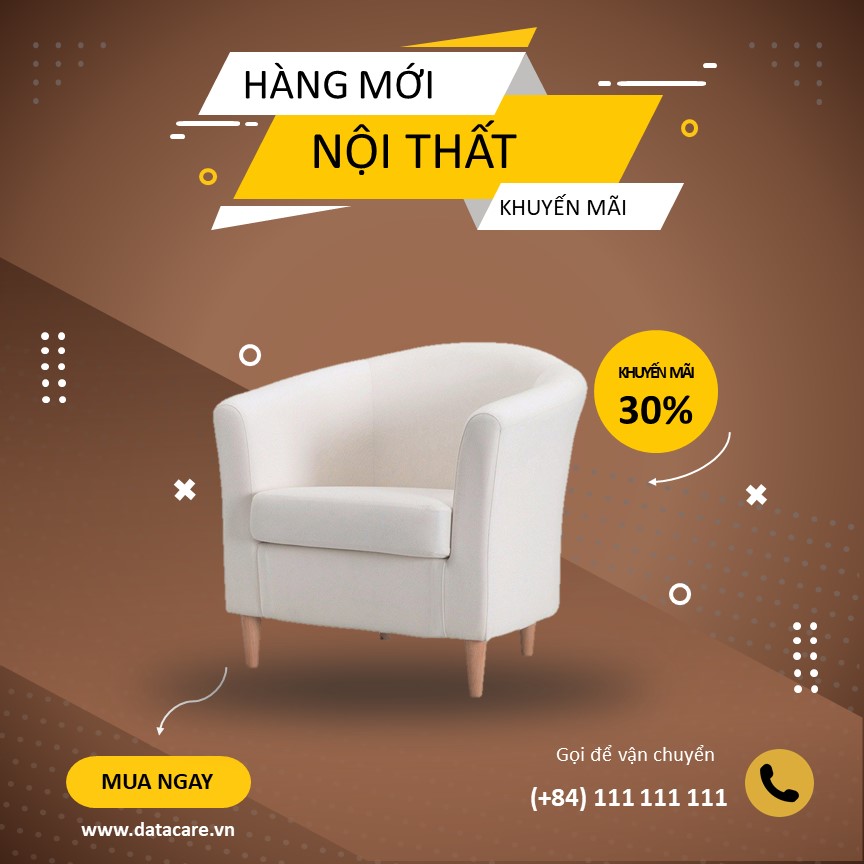 HÀNG MỚI
NỘI THẤT
KHUYẾN MÃI
KHUYẾN MÃI
30%
Gọi để vận chuyển
MUA NGAY
(+84) 111 111 111
www.datacare.vn